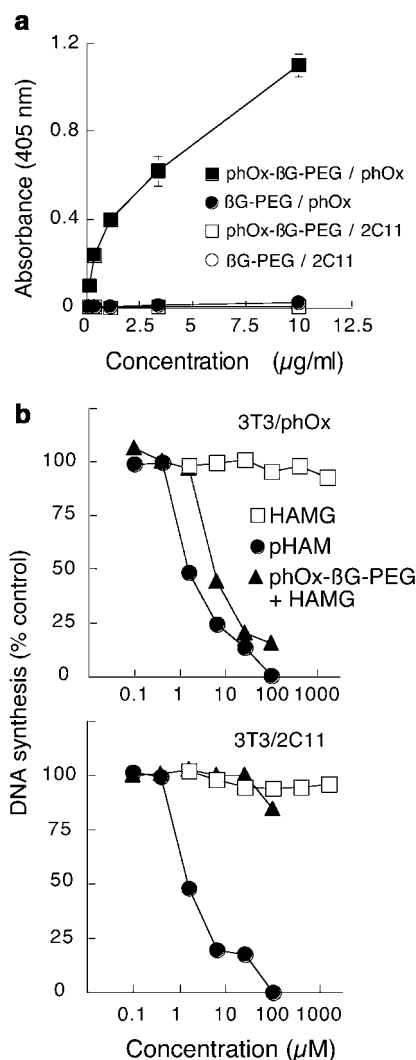 a
1.2
0.8
0.4
0
Absorbance (405 nm)
phOx-ßG-PEG / phOx
ßG-PEG / phOx
phOx-ßG-PEG / 2C11
ßG-PEG / 2C11
0 2.5 5.0 7.5 10 12.5
Concentration (µg/ml)
b
DNA synthesis (% control)
3T3/phOx
100
75
50
25
0
HAMG
pHAM
phOx-ßG-PEG
+ HAMG
0.1 1 10 100 1000
3T3/2C11
100
75
50
25
0
0.1 1 10 100 1000
Concentration (µM)